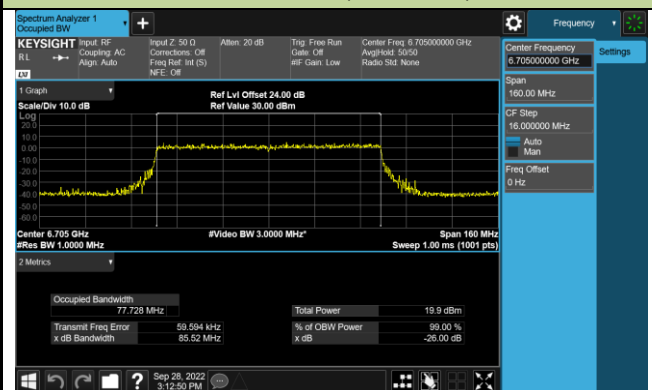 Spectrum Analyzer 1
Occupied BW
Frequency
KEYSIGHT
RL
LXI
Input: RF
Coupling: AC
Align: Auto
Input Z: 50 Ω
Corrections: Off
Freq Ref: Int (S)
NFE: Off
Atten: 20 dB
Trig: Free Run
Gate: Off
#IF Gain: Low
Center Freq: 6.705000000 GHz
Avg|Hold: 50/50
Radio Std: None
Center Frequency
6.705000000 GHz
Settings
Span
160.00 MHz
CF Step
16.000000 MHz
Auto
Man
Freq Offset
0 Hz
1 Graph
Scale/Div 10.0 dB
Ref Lvl Offset 24.00 dB
Ref Value 30.00 dBm
Log
20.0
10.0
0.00
-10.0
-20.0
-30.0
-40.0
-50.0
-60.0
Center 6.705 GHz
#Video BW 3.0000 MHz*
Span 160 MHz
#Res BW 1.0000 MHz
Sweep 1.00 ms (1001 pts)
2 Metrics
Occupied Bandwidth
77.728 MHz
Total Power 19.9 dBm
Transmit Freq Error 59.594 kHz
% of OBW Power 99.00 %
x dB Bandwidth 85.52 MHz
x dB -26.00 dB
Sep 28, 2022
3:12:50 PM